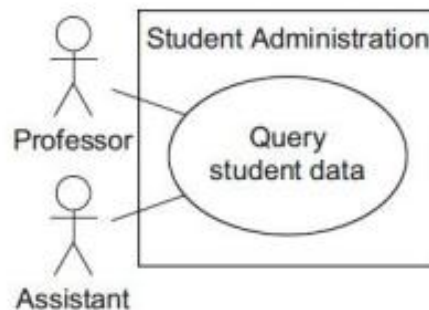 Student Administration
Professor
Query
student data
Assistant